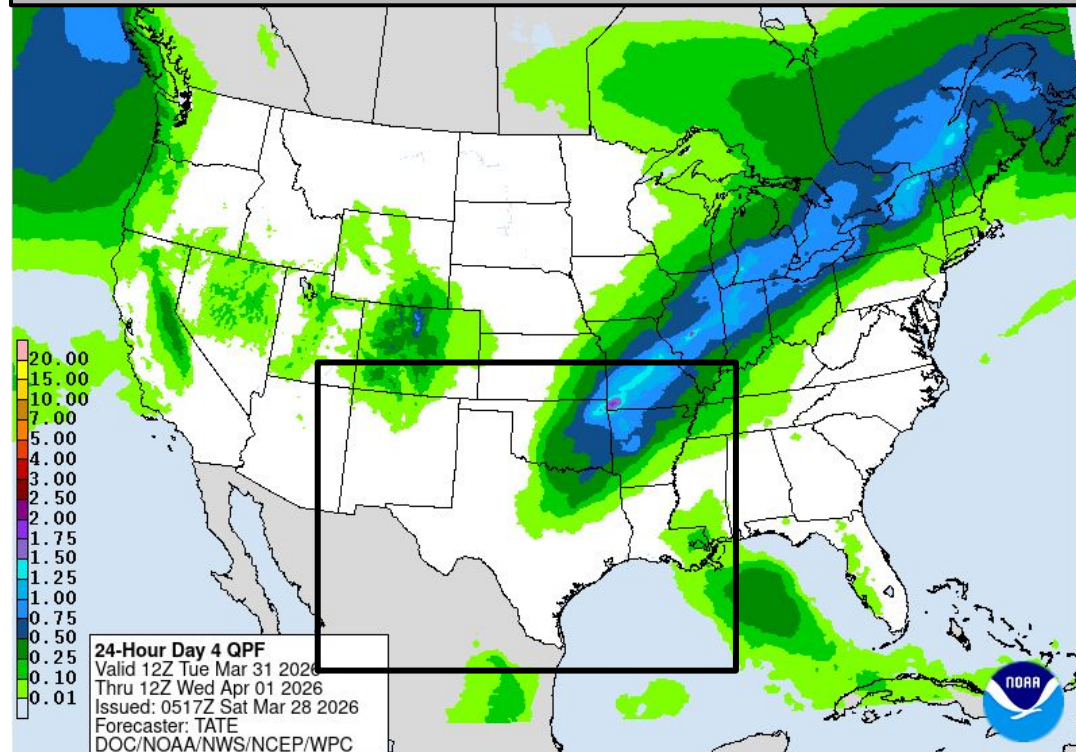 20.00
15.00
10.00
7.00
5.00
4.00
3.00
2.50
2.00
1.75
1.50
1.25
1.00
0.75
0.50
0.25
0.10
0.01
24-Hour Day 4 QPF
Valid 12Z Tue Mar 31 2026
Thru 12Z Wed Apr 01 2026
Issued: 0517Z Sat Mar 28 2026
Forecaster: TATE
DOC/NOAA/NWS/NCEP/WPC
NOAA